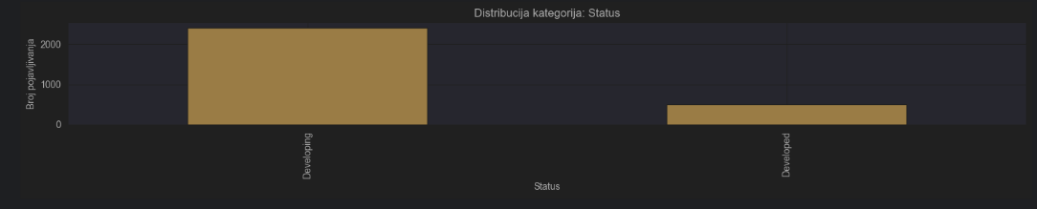 Distribucija kategorija: Status
Broj pojavljivanja
2000
1000
0
Developing
Developed
Status